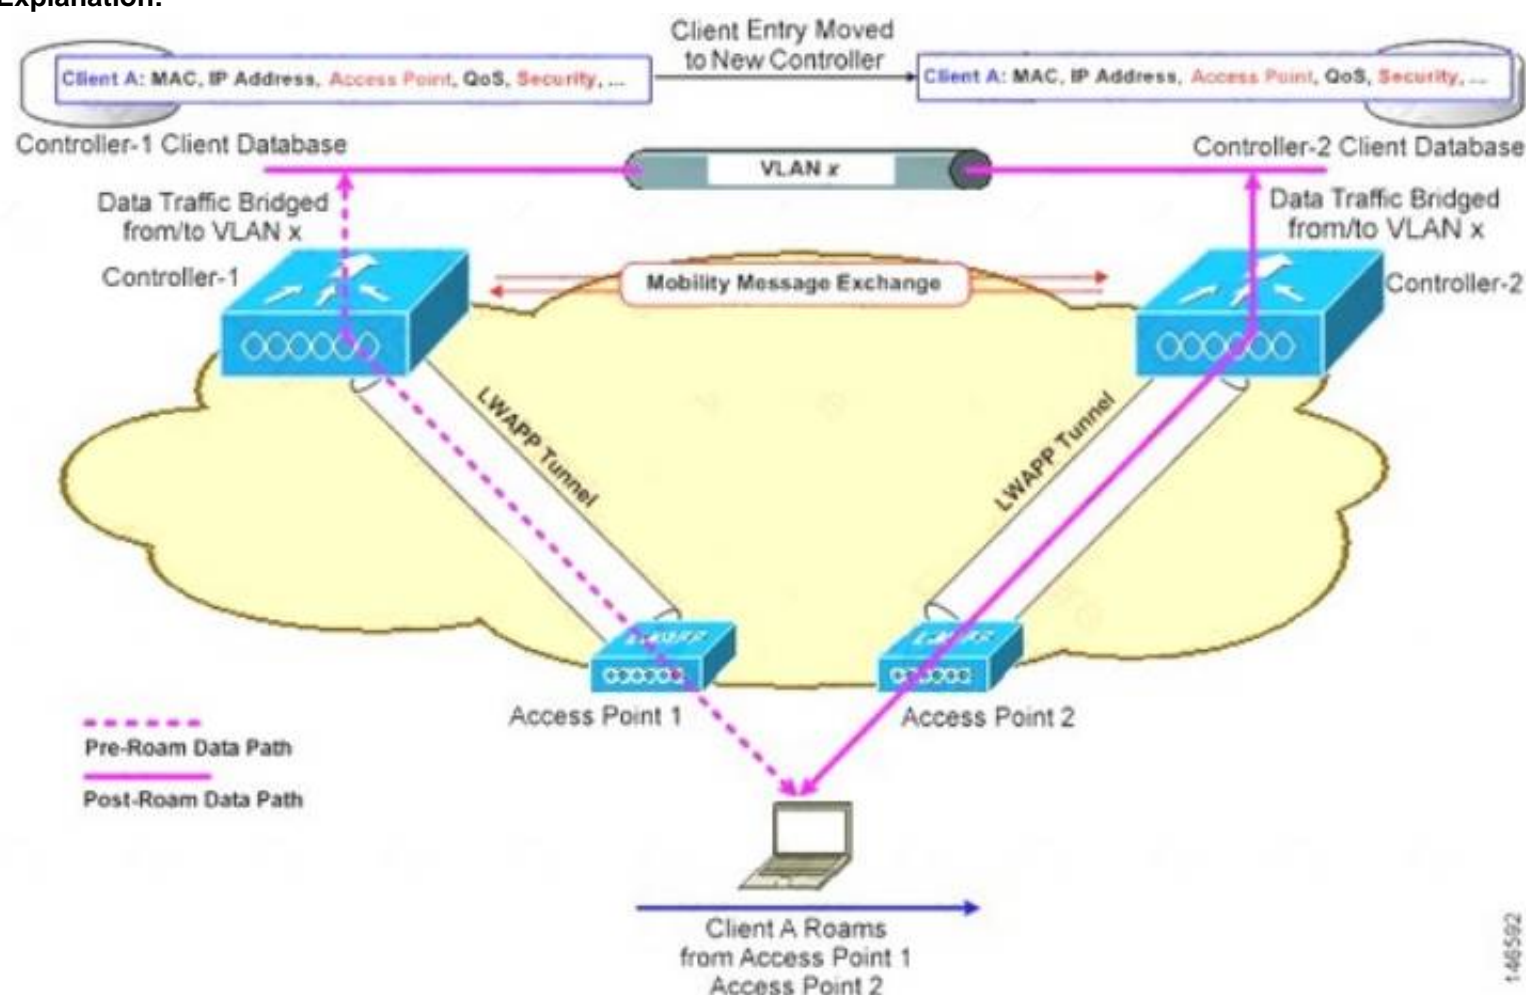 Explanation:
Client Entry Moved
to New Controller
Client A: MAC, IP Address, Access Point, QoS, Security, ...
Client A: MAC, IP Address, Access Point, QoS, Security, ...
Controller-1 Client Database
Controller-2 Client Database
VLAN x
Data Traffic Bridged
from/to VLAN x
Data Traffic Bridged
from/to VLAN x
Controller-1
Mobility Message Exchange
Controller-2
LWAPP Tunnel
LWAPP Tunnel
LWAPP
LWAPP
Access Point 1
Access Point 2
Pre-Roam Data Path
Post-Roam Data Path
Client A Roams
from Access Point 1
Access Point 2
146592